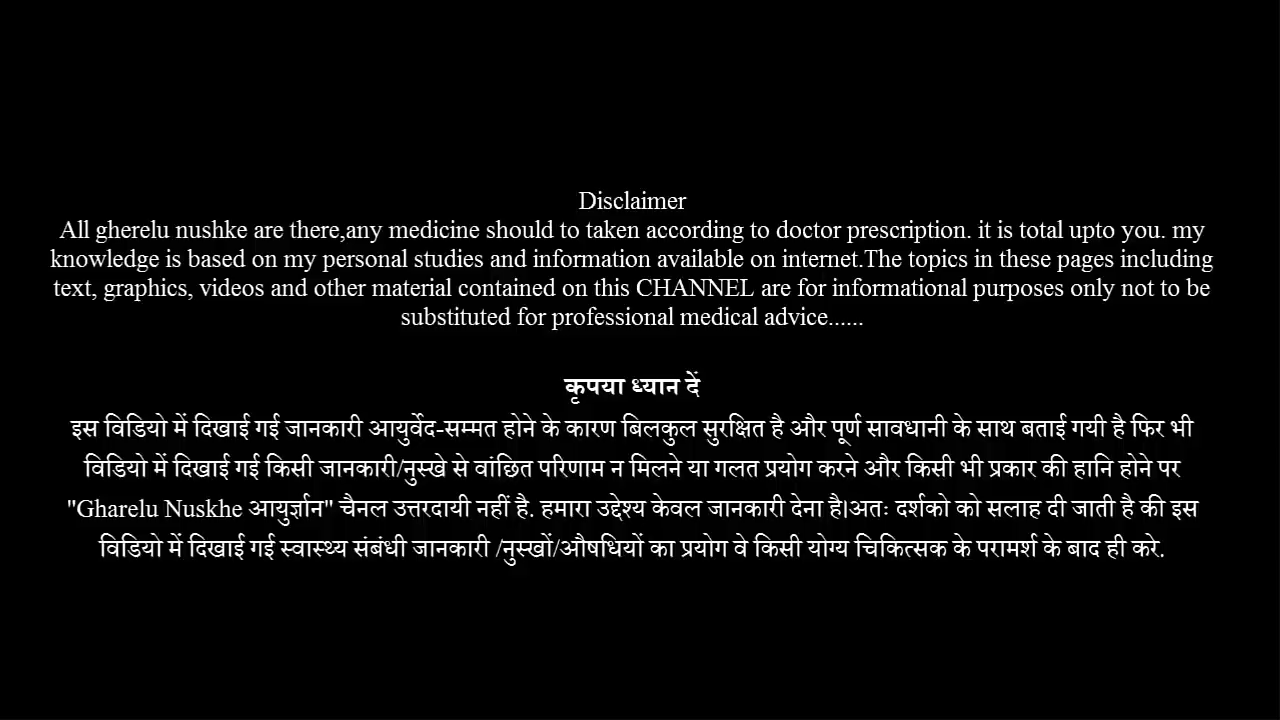 Disclaimer
All gherelu nushke are there,any medicine should to taken according to doctor prescription. it is total upto you. my
knowledge is based on my personal studies and information available on internet.The topics in these pages including
text, graphics, videos and other material contained on this CHANNEL are for informational purposes only not to be
substituted for professional medical advice......
कृपया ध्यान दें
इस विडियो में दिखाई गई जानकारी आयुर्वेद-सम्मत होने के कारण बिलकुल सुरक्षित है और पूर्ण सावधानी के साथ बताई गयी है फिर भी
विडियो में दिखाई गई किसी जानकारी/नुस्खे से वांछित परिणाम न मिलने या गलत प्रयोग करने और किसी भी प्रकार की हानि होने पर
"Gharelu Nuskhe आयुर्ज्ञान" चैनल उत्तरदायी नहीं है. हमारा उद्देश्य केवल जानकारी देना है।अतः दर्शको को सलाह दी जाती है की इस
विडियो में दिखाई गई स्वास्थ्य संबंधी जानकारी /नुस्खों/औषधियों का प्रयोग वे किसी योग्य चिकित्सक के परामर्श के बाद ही करे.